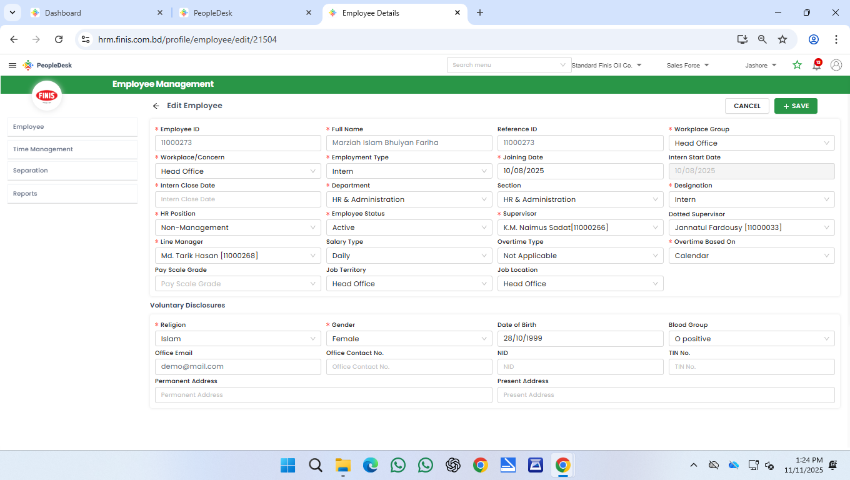 Dashboard PeopleDesk Employee Details
hrm.finis.com.bd/profile/employee/edit/21504
PeopleDesk Search menu Standard Finis Oil Co. Sales Force Jashore
FINIS Employee Management
Edit Employee CANCEL + SAVE
Employee
Time Management
Separation
Reports
* Employee ID * Full Name Reference ID * Workplace Group
11000273 Marziah Islam Bhuiyan Fariha 11000273 Head Office
* Workplace/Concern * Employment Type * Joining Date Intern Start Date
Head Office Intern 10/08/2025 10/08/2025
* Intern Close Date * Department Section * Designation
Intern Close Date HR & Administration HR & Administration Intern
* HR Position * Employee Status * Supervisor Dotted Supervisor
Non-Management Active K.M. Naimus Sadat[11000266] Jannatul Fardousy [11000033]
* Line Manager Salary Type Overtime Type * Overtime Based On
Md. Tarik Hosan [11000268] Daily Not Applicable Calendar
Pay Scale Grade Job Territory Job Location
Pay Scale Grade Head Office Head Office
Voluntary Disclosures
* Religion * Gender Date of Birth Blood Group
Islam Female 28/10/1999 O positive
Office Email Office Contact No. NID TIN No.
demo@mail.com Office Contact No. NID TIN No.
Permanent Address Present Address
Permanent Address Present Address
1:24 PM
11/11/2025